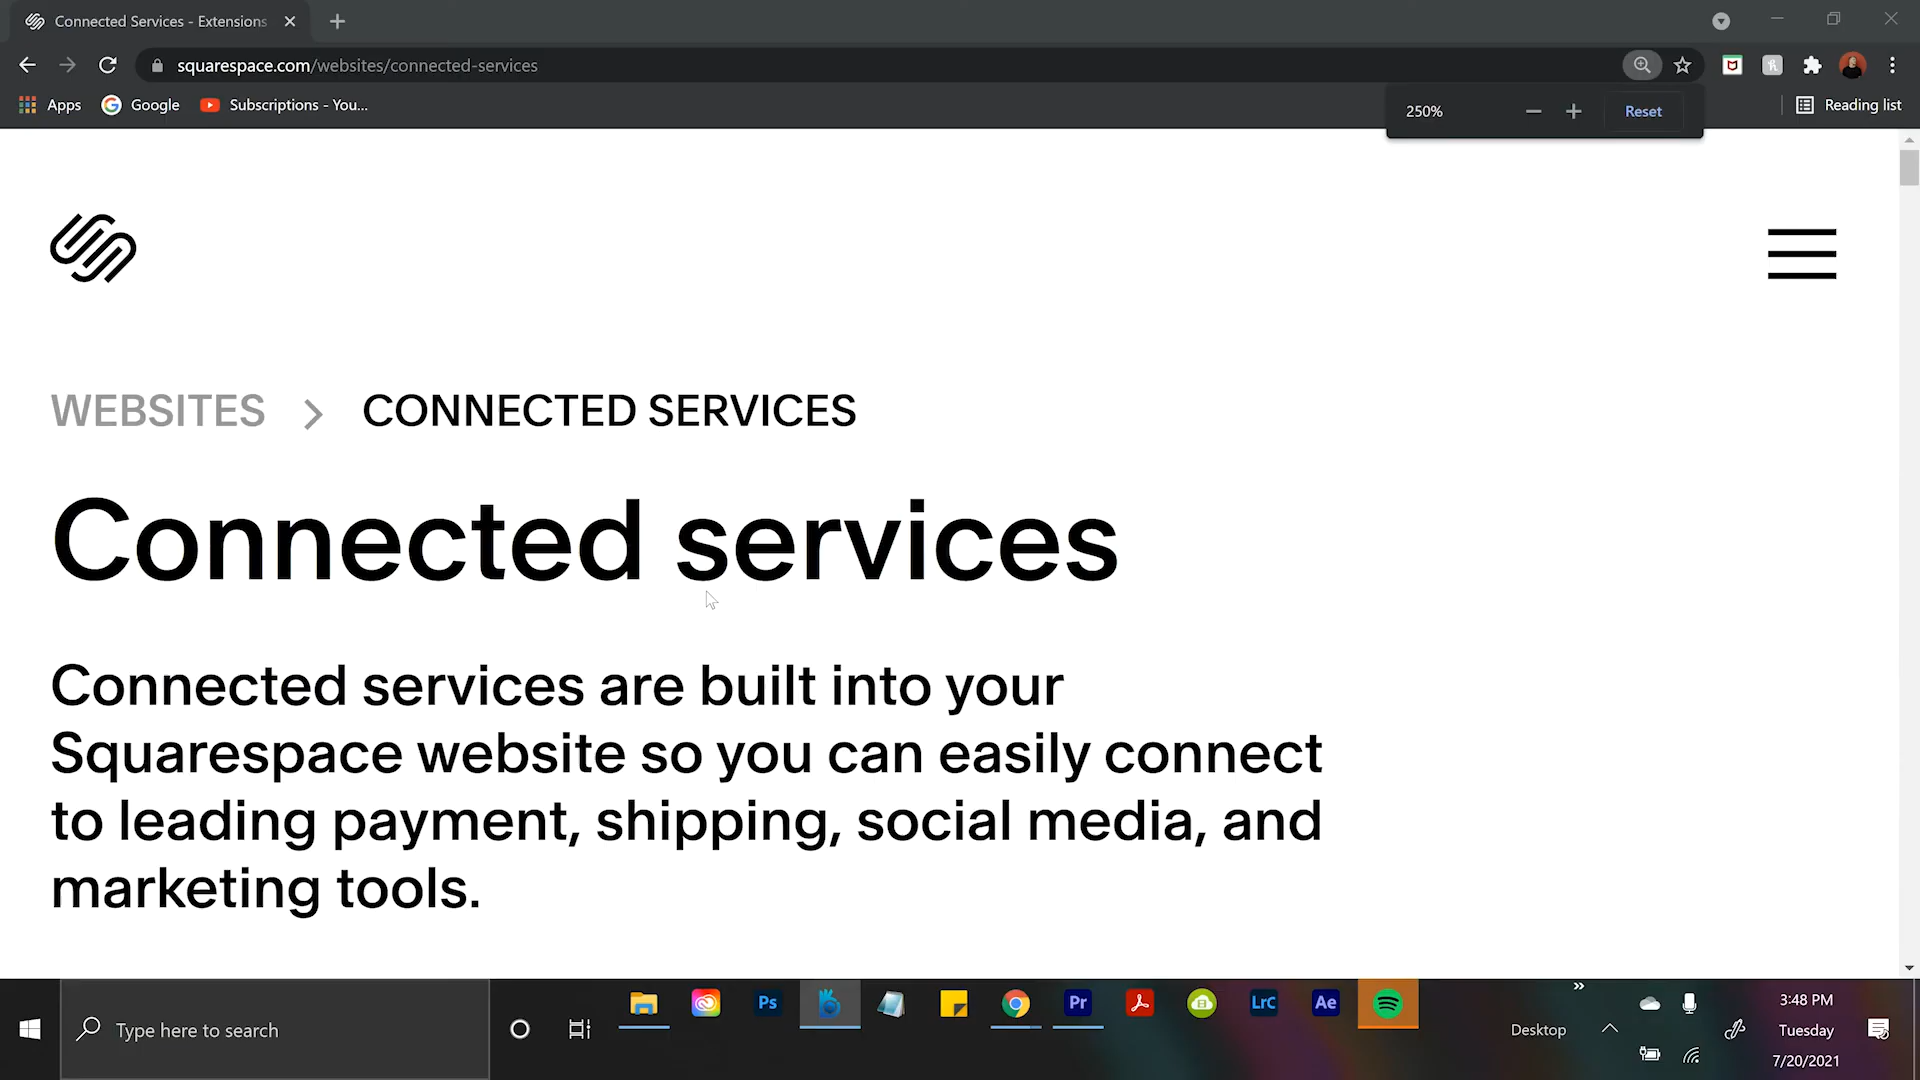 Connected Services - Extensions
squarespace.com/websites/connected-services
Apps
Google
Subscriptions - You...
250%
Reset
Reading list
WEBSITES > CONNECTED SERVICES
Connected services
Connected services are built into your
Squarespace website so you can easily connect
to leading payment, shipping, social media, and
marketing tools.
Type here to search
Ps
Pr
LrC
Ae
Desktop
3:48 PM
Tuesday
7/20/2021